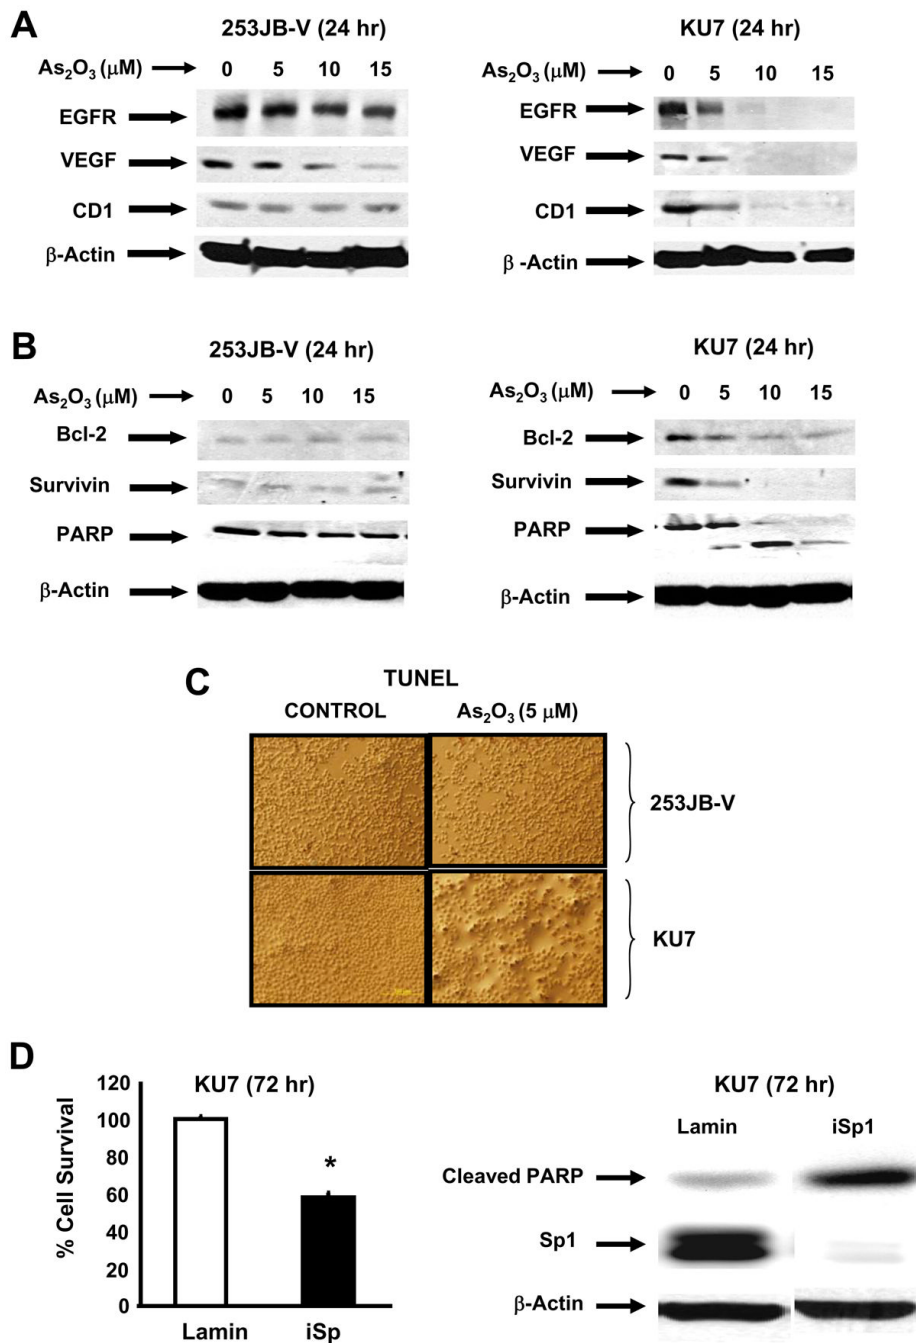 A
253JB-V (24 hr)
As2O3 (μM) 0 5 10 15
EGFR
VEGF
CD1
β-Actin
KU7 (24 hr)
As2O3 (μM) 0 5 10 15
EGFR
VEGF
CD1
β -Actin
B
253JB-V (24 hr)
As2O3 (μM) 0 5 10 15
Bcl-2
Survivin
PARP
β-Actin
KU7 (24 hr)
As2O3 (μM) 0 5 10 15
Bcl-2
Survivin
PARP
β-Actin
C
TUNEL
CONTROL As2O3 (5 μM)
253JB-V
KU7
D
KU7 (72 hr)
% Cell Survival
120
100
80
60
40
20
0
*
Lamin iSp
KU7 (72 hr)
Lamin iSp1
Cleaved PARP
Sp1
β-Actin